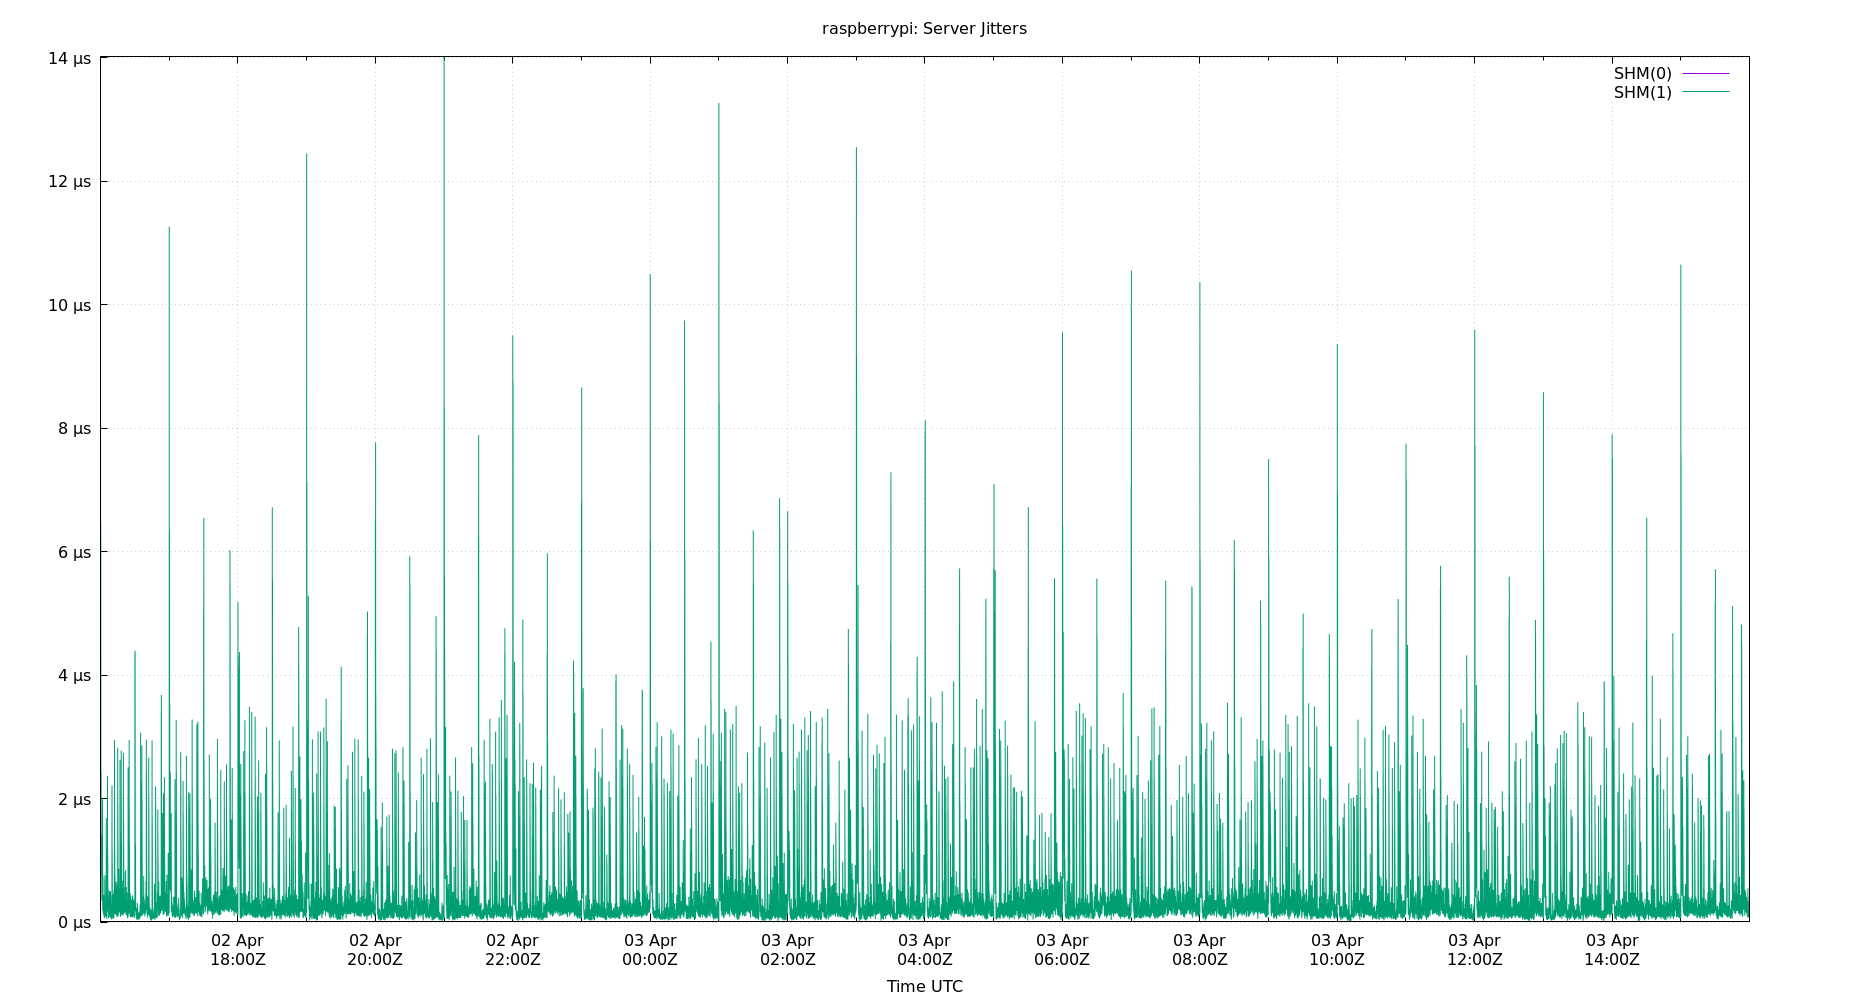 raspberrypi: Server Jitters
SHM(0)
SHM(1)
14 µs
12 µs
10 µs
8 µs
6 µs
4 µs
2 µs
0 µs
02 Apr 02 Apr 02 Apr 03 Apr 03 Apr 03 Apr 03 Apr 03 Apr 03 Apr 03 Apr 03 Apr
18:00Z 20:00Z 22:00Z 00:00Z 02:00Z 04:00Z 06:00Z 08:00Z 10:00Z 12:00Z 14:00Z
Time UTC